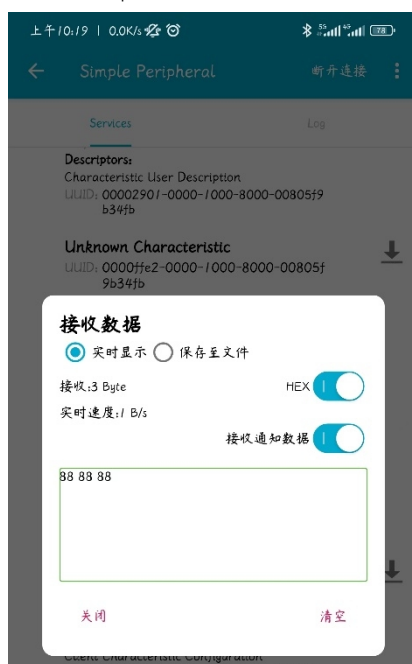 上午10:19 | 0.0K/s
55 4G 78
Simple Peripheral 断开连接
Services Log
Descriptors:
Characteristic User Description
UUID: 00002901-0000-1000-8000-00805f9
b34fb
Unknown Characteristic
UUID: 0000ffe2-0000-1000-8000-00805f
9b34fb
接收数据
实时显示 保存至文件
接收:3 Byte HEX
实时速度:1 B/s
接收通知数据
88 88 88
关闭 清空
Client Characteristic Configuration